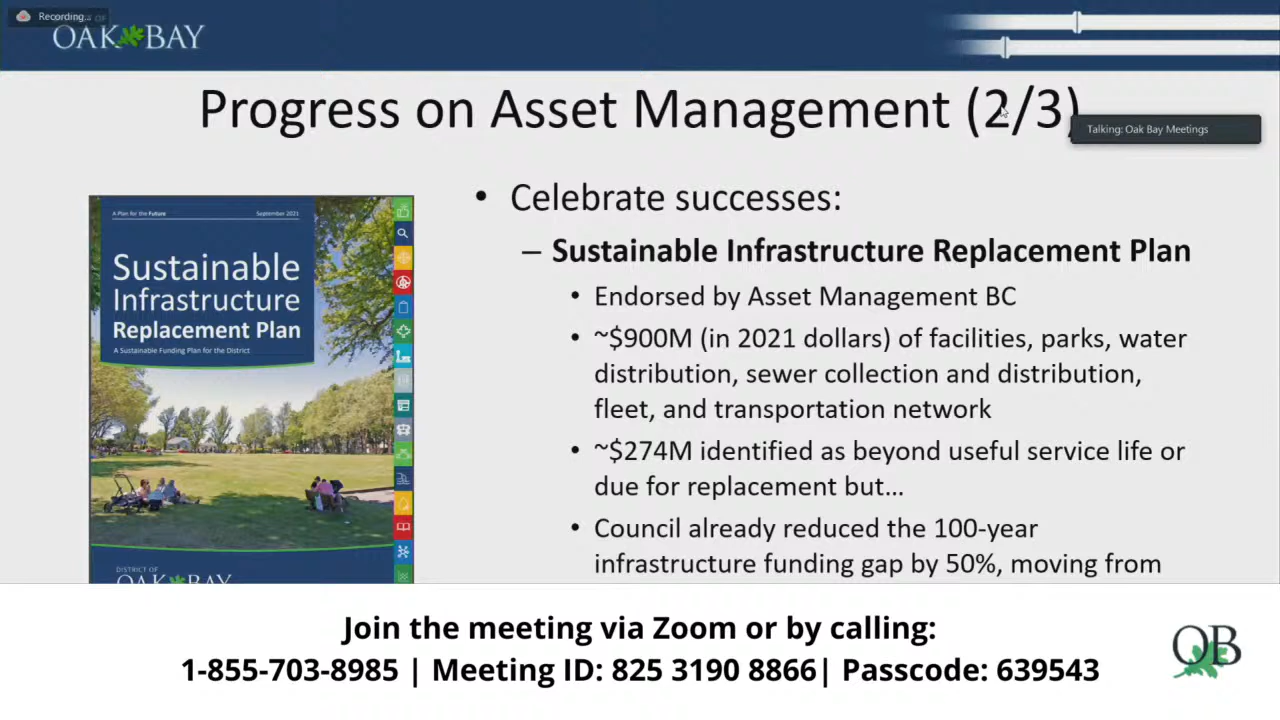 Recording...
OAK BAY
Progress on Asset Management (2/3)
Talking: Oak Bay Meetings
A Plan for the Future
September 2021
Sustainable
Infrastructure
Replacement Plan
A Sustainable Funding Plan for the District
DISTRICT OF
OAK BAY
• Celebrate successes:
– Sustainable Infrastructure Replacement Plan
• Endorsed by Asset Management BC
• ~$900M (in 2021 dollars) of facilities, parks, water
distribution, sewer collection and distribution,
fleet, and transportation network
• ~$274M identified as beyond useful service life or
due for replacement but...
• Council already reduced the 100-year
infrastructure funding gap by 50%, moving from
Join the meeting via Zoom or by calling:
1-855-703-8985 | Meeting ID: 825 3190 8866| Passcode: 639543
OB